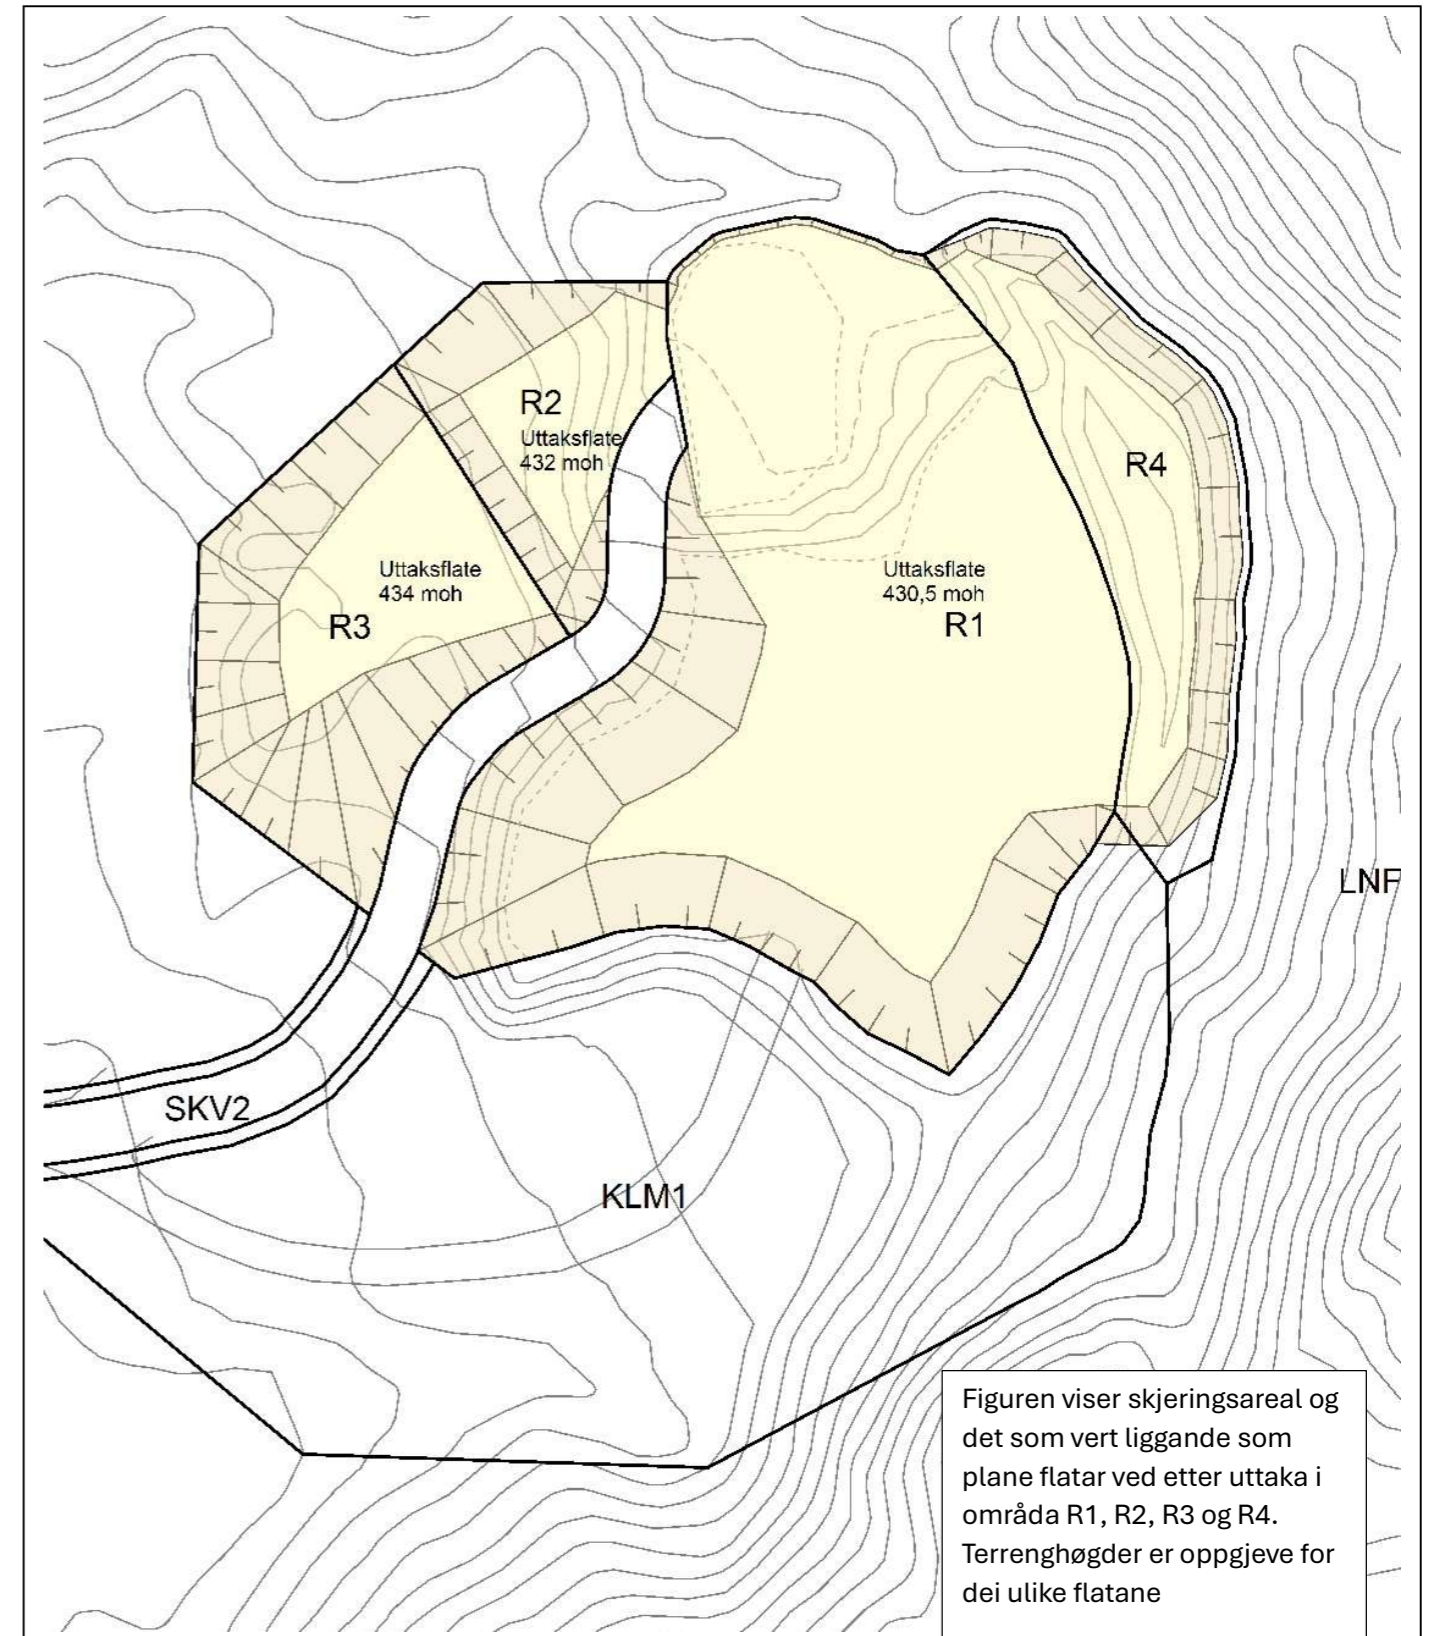 R2
Uttaksflate
432 moh
R4
Uttaksflate
434 moh
R3
Uttaksflate
430,5 moh
R1
LNF
SKV2
KLM1
Figuren viser skjeringsareal og
det som vert liggande som
plane flatar ved etter uttaka i
områda R1, R2, R3 og R4.
Terrenghøgder er oppgjeve for
dei ulike flatane